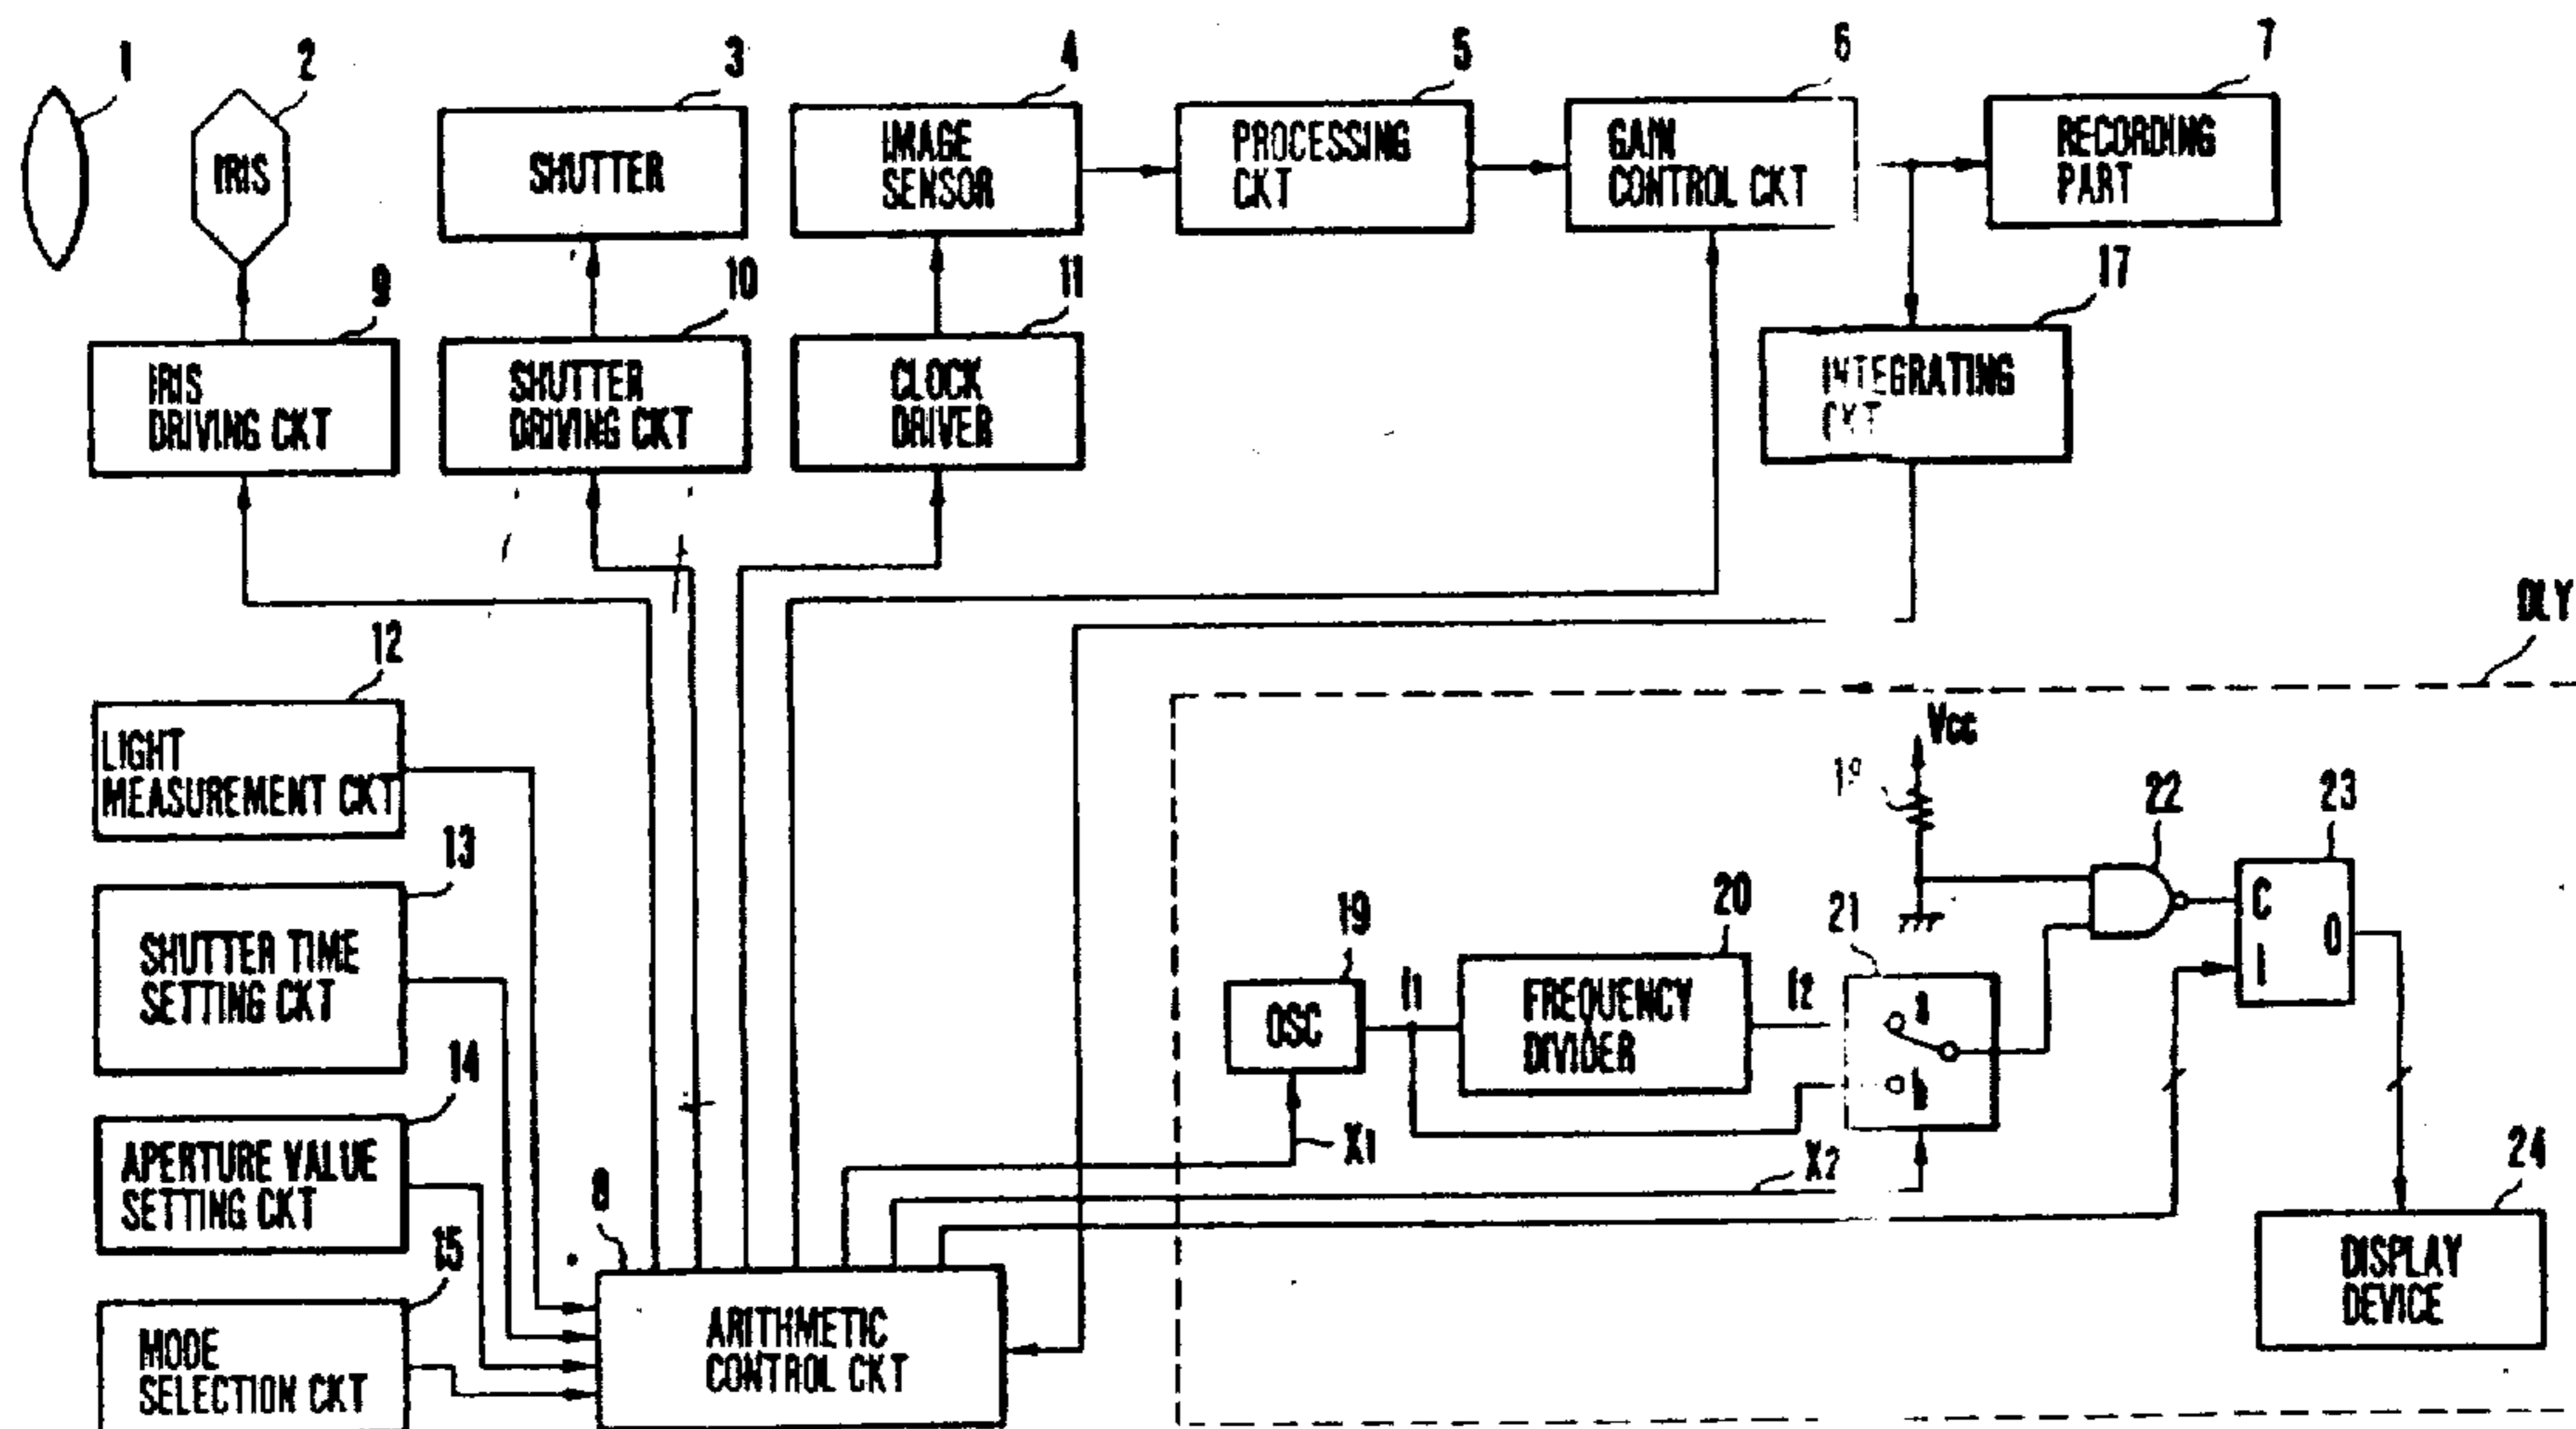 1
2
3
4
5
6
7
IRIS
SHUTTER
IMAGE
SENSOR
PROCESSING
CKT
GAIN
CONTROL CKT
RECORDING
PART
9
10
11
17
IRIS
DRIVING CKT
SHUTTER
DRIVING CKT
CLOCK
DRIVER
INTEGRATING
CKT
DLY
12
LIGHT
MEASUREMENT CKT
Vcc
22
23
13
SHUTTER TIME
SETTING CKT
19
OSC
f1
20
FREQUENCY
DIVIDER
f2
21
a
b
C
I
O
14
APERTURE VALUE
SETTING CKT
X1
X2
24
DISPLAY
DEVICE
15
MODE
SELECTION CKT
8
ARITHMETIC
CONTROL CKT